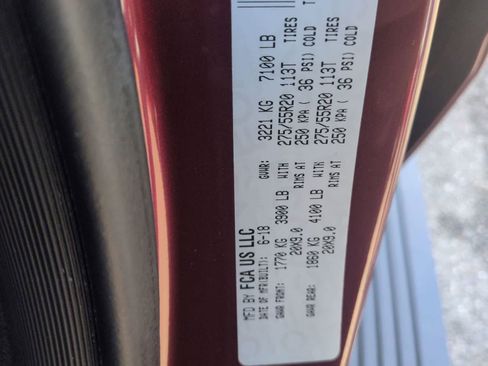 MFD BY FCA US LLC
DATE OF MFR(BUILT): 6-18 GVWR: 3221 KG 7100 LB
GAWR FRONT: 1770 KG 3900 LB WITH 275/55R20 113T TIRES
20X9.0 RIMS AT 250 KPA ( 36 PSI) COLD
GAWR REAR: 1860 KG 4100 LB WITH 275/55R20 113T TIRES
20X9.0 RIMS AT 250 KPA ( 36 PSI) COLD